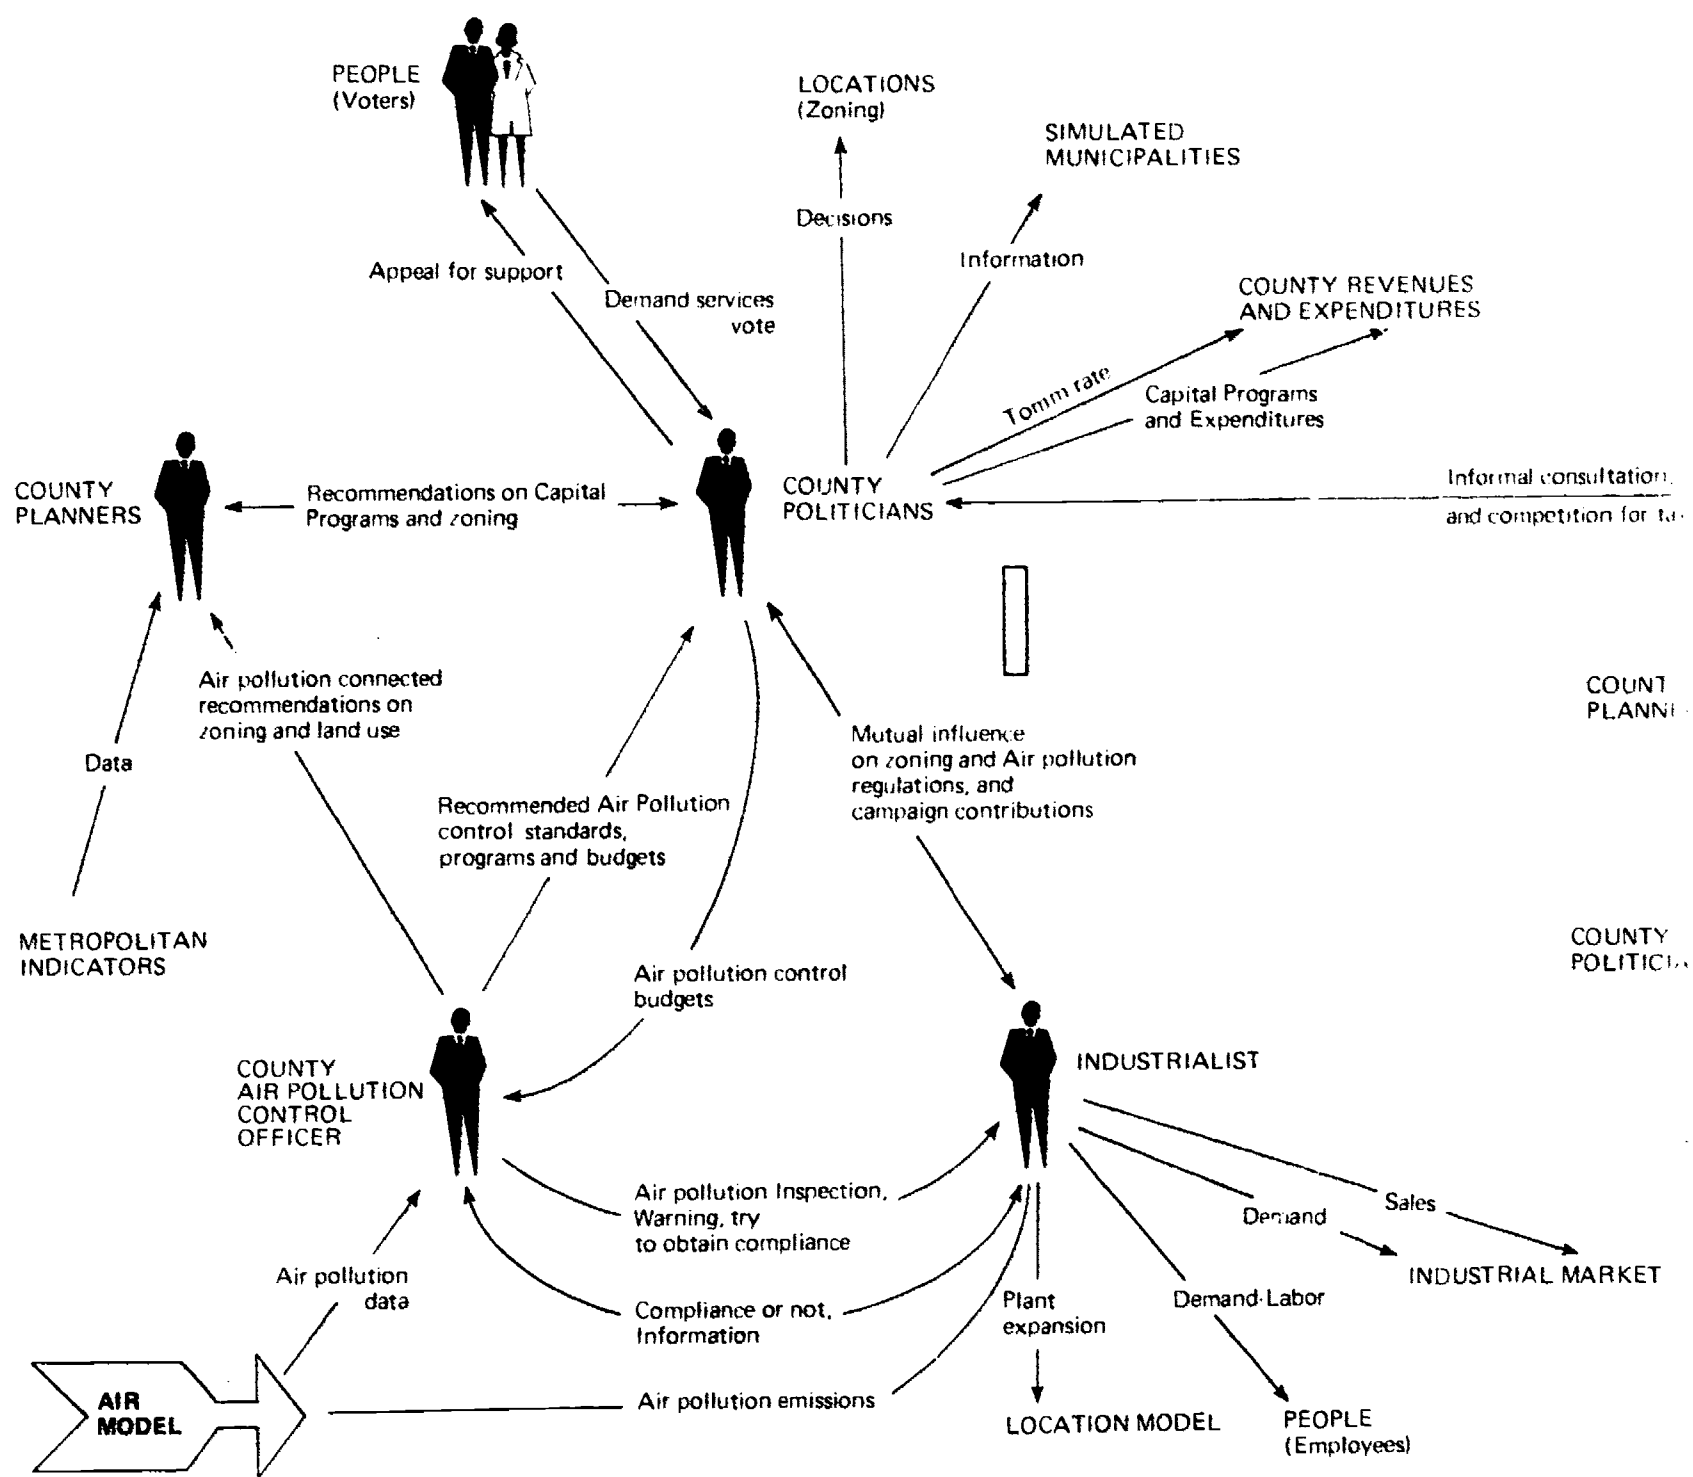 PEOPLE
(Voters)
LOCATIONS
(Zoning)
SIMULATED
MUNICIPALITIES
Decisions
Information
Appeal for support
Demand services
vote
COUNTY REVENUES
AND EXPENDITURES
Tomm rate
Capital Programs
and Expenditures
COUNTY
PLANNERS
Recommendations on Capital
Programs and zoning
COUNTY
POLITICIANS
Informal consultation,
and competition for
Air pollution connected
recommendations on
zoning and land use
Data
Mutual influence
on zoning and Air pollution
regulations, and
campaign contributions
COUNT
PLANN
Recommended Air Pollution
control standards,
programs and budgets
METROPOLITAN
INDICATORS
COUNTY
POLITICI
Air pollution control
budgets
COUNTY
AIR POLLUTION
CONTROL
OFFICER
INDUSTRIALIST
Air pollution Inspection,
Warning, try
to obtain compliance
Sales
Demand
INDUSTRIAL MARKET
Air pollution
data
Compliance or not,
Information
Plant
expansion
Demand-Labor
AIR
MODEL
Air pollution emissions
LOCATION MODEL
PEOPLE
(Employees)